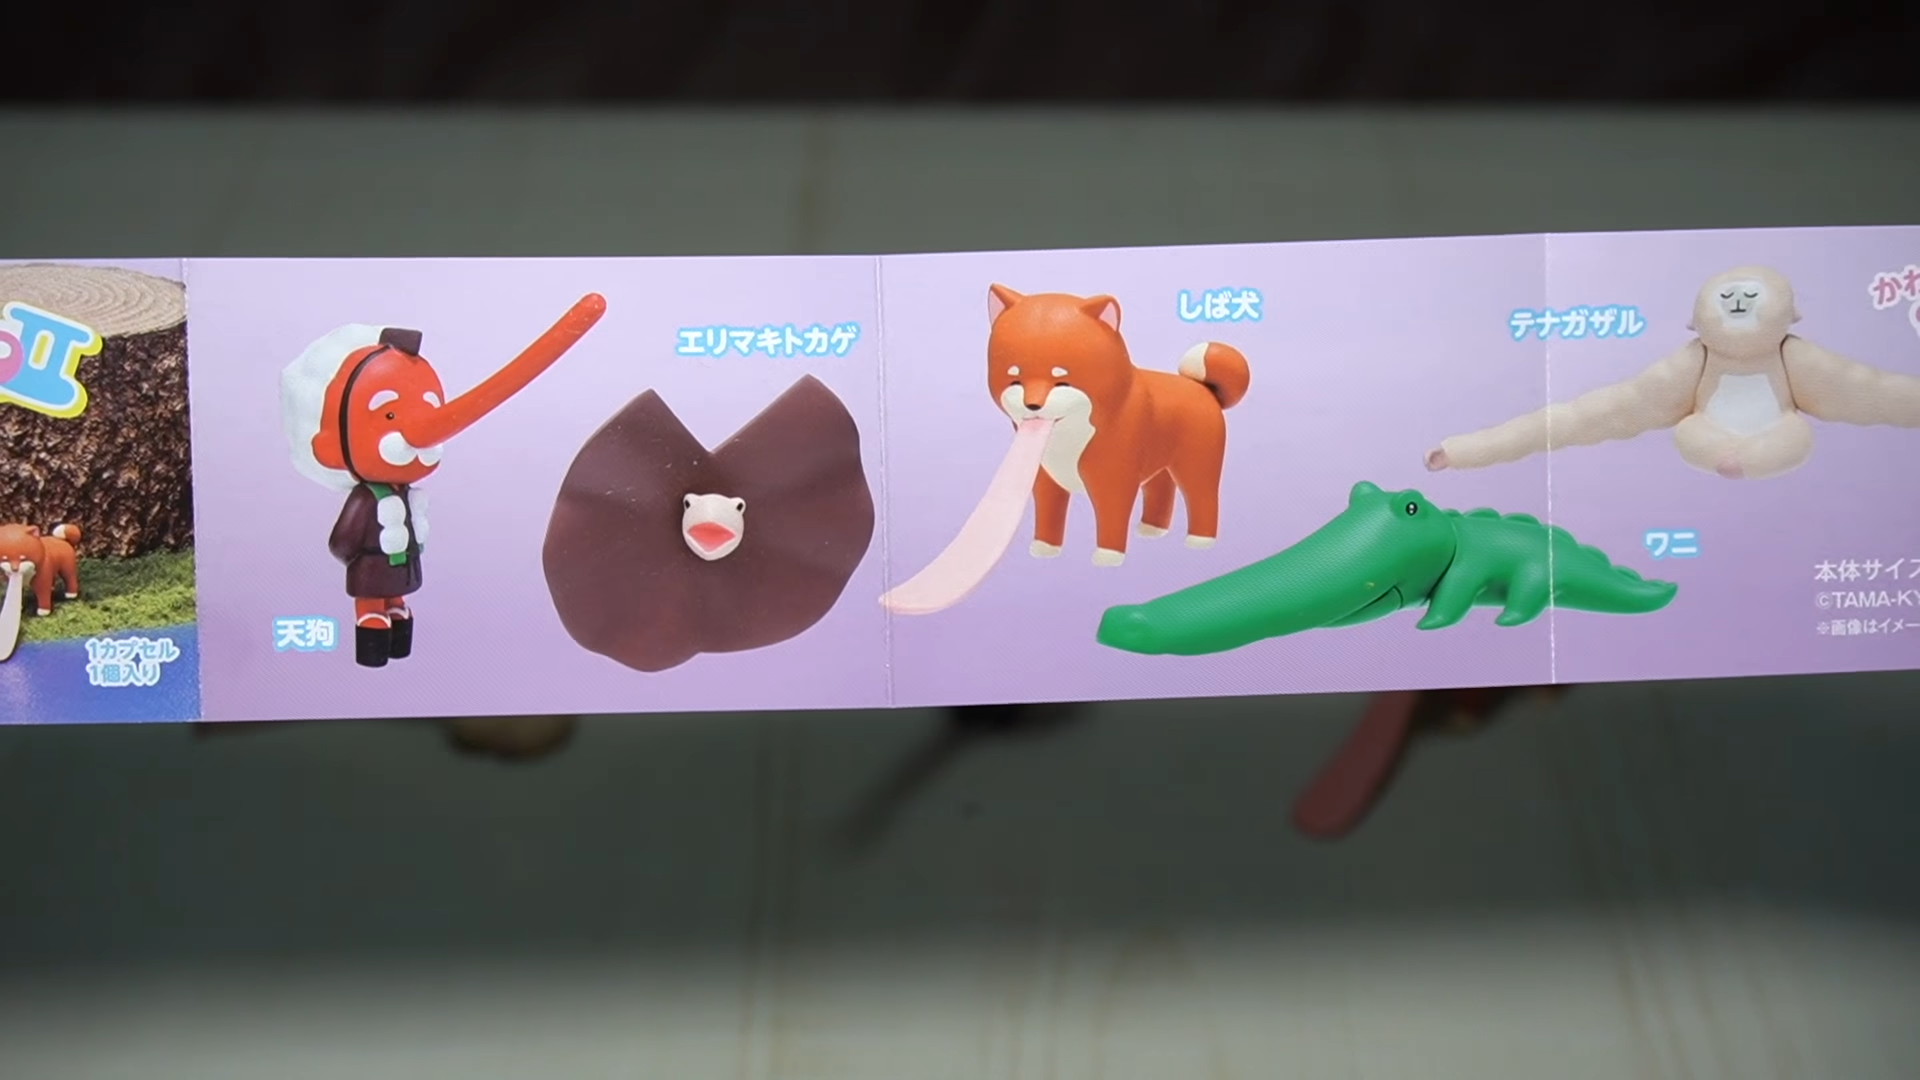 エリマキトカゲ
しば犬
テナガザル
天狗
ワニ
1カプセル
1個入り
本体サイズ
©TAMA-KY
※画像はイメー